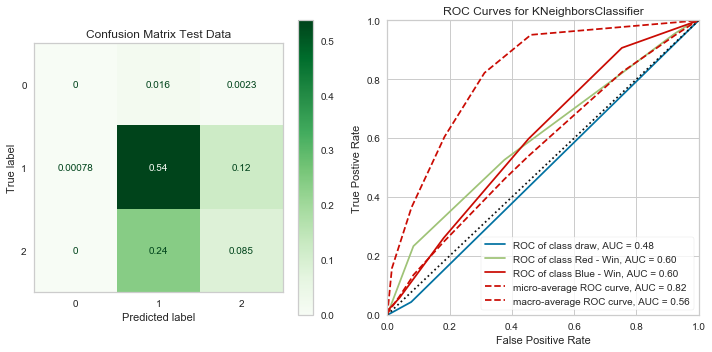 Confusion Matrix Test Data
True label
0 0 0.016 0.0023
1 0.00078 0.54 0.12
2 0 0.24 0.085
0 1 2
Predicted label
0.5
0.4
0.3
0.2
0.1
0.0
ROC Curves for KNeighborsClassifier
True Postive Rate
1.0
0.8
0.6
0.4
0.2
0.0
ROC of class draw, AUC = 0.48
ROC of class Red - Win, AUC = 0.60
ROC of class Blue - Win, AUC = 0.60
micro-average ROC curve, AUC = 0.82
macro-average ROC curve, AUC = 0.56
0.0 0.2 0.4 0.6 0.8 1.0
False Positive Rate